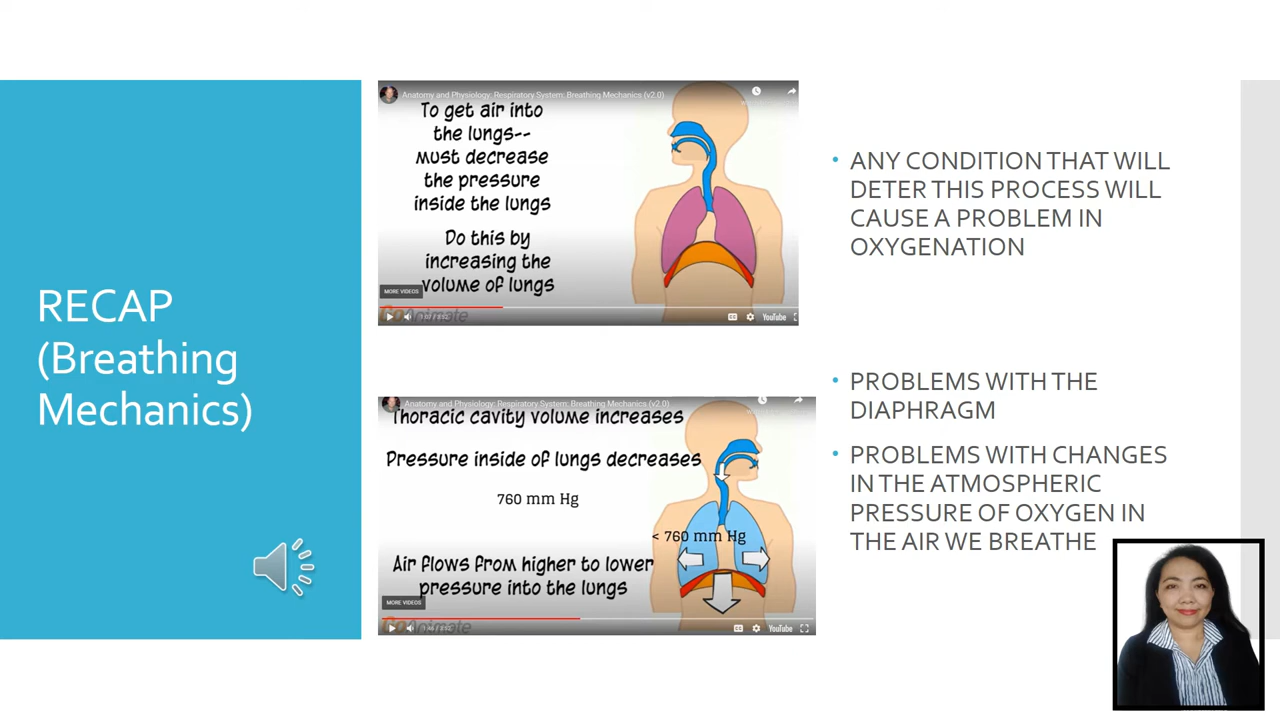 RECAP
(Breathing
Mechanics)
Anatomy and Physiology: Respiratory System: Breathing Mechanics (v2.0)
To get air into
the lungs--
must decrease
the pressure
inside the lungs
Do this by
increasing the
volume of lungs
MORE VIDEOS
GoAnimate
YouTube
Anatomy and Physiology: Respiratory System: Breathing Mechanics (v2.0)
Thoracic cavity volume increases
Pressure inside of lungs decreases
760 mm Hg
< 760 mm Hg
Air flows from higher to lower
pressure into the lungs
MORE VIDEOS
GoAnimate
YouTube
• ANY CONDITION THAT WILL
DETER THIS PROCESS WILL
CAUSE A PROBLEM IN
OXYGENATION
• PROBLEMS WITH THE
DIAPHRAGM
• PROBLEMS WITH CHANGES
IN THE ATMOSPHERIC
PRESSURE OF OXYGEN IN
THE AIR WE BREATHE